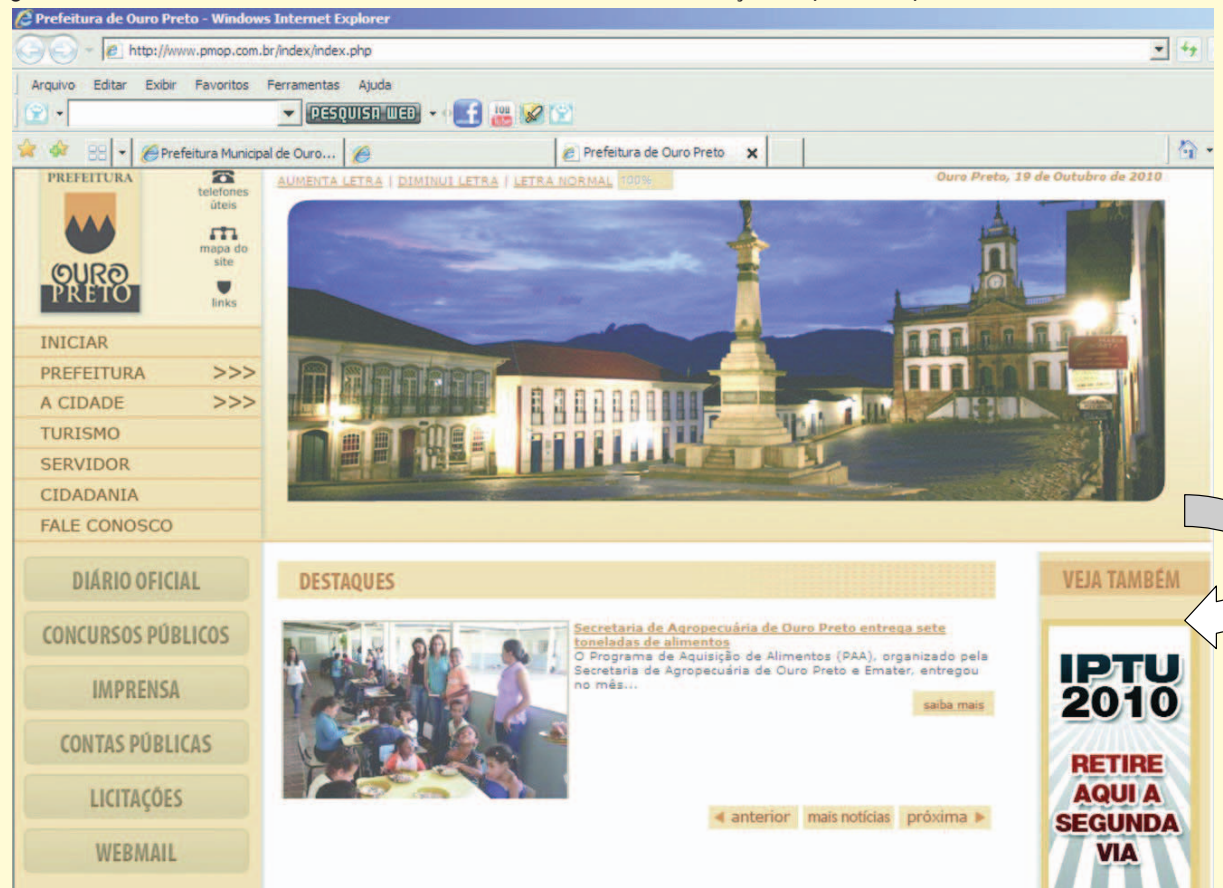 Prefeitura de Ouro Preto - Windows Internet Explorer
http://www.pmop.com.br/index/index.php
Arquivo Editar Exibir Favoritos Ferramentas Ajuda
PESQUISA WEB
You Tube
Prefeitura Municipal de Ouro...
Prefeitura de Ouro Preto
PREFEITURA
OURO
PRETO
telefones
úteis
mapa do
site
links
AUMENTA LETRA | DIMINUI LETRA | LETRA NORMAL 100%
Ouro Preto, 19 de Outubro de 2010
INICIAR
PREFEITURA >>>
A CIDADE >>>
TURISMO
SERVIDOR
CIDADANIA
FALE CONOSCO
DIÁRIO OFICIAL
CONCURSOS PÚBLICOS
IMPRENSA
CONTAS PÚBLICAS
LICITAÇÕES
WEBMAIL
DESTAQUES
Secretaria de Agropecuária de Ouro Preto entrega sete
toneladas de alimentos
O Programa de Aquisição de Alimentos (PAA), organizado pela
Secretaria de Agropecuária de Ouro Preto e Emater, entregou
no mês...
saiba mais
anterior mais notícias próxima
VEJA TAMBÉM
IPTU
2010
RETIRE
AQUI A
SEGUNDA
VIA